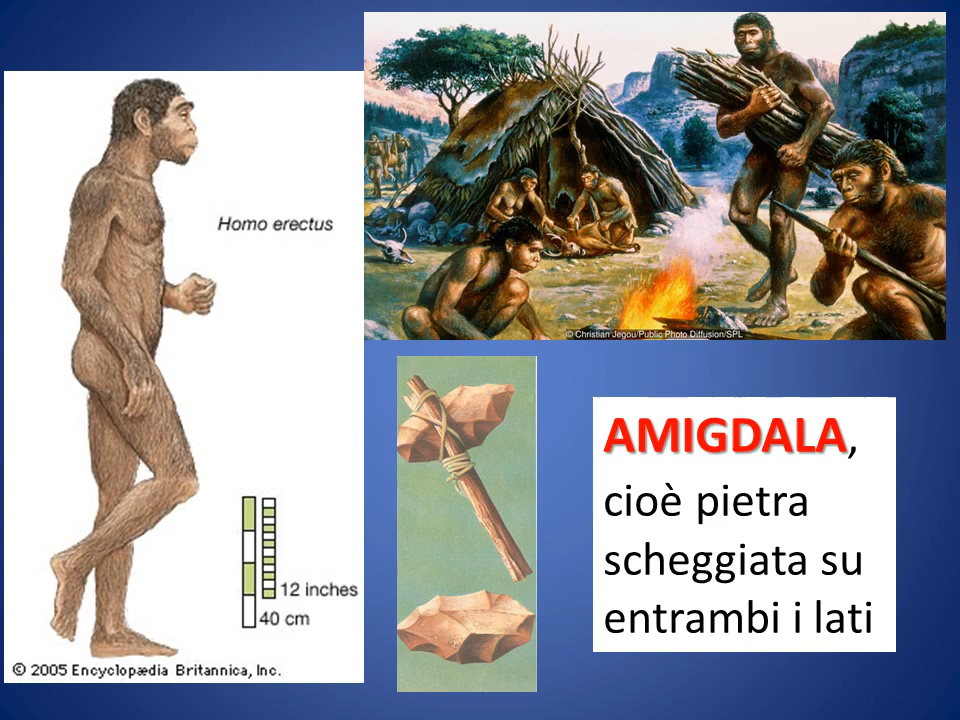 Homo erectus
12 inches
40 cm
© 2005 Encyclopædia Britannica, Inc.
© Christian Jegou/Public Photo Diffusion/SPL
AMIGDALA,
cioè pietra
scheggiata su
entrambi i lati